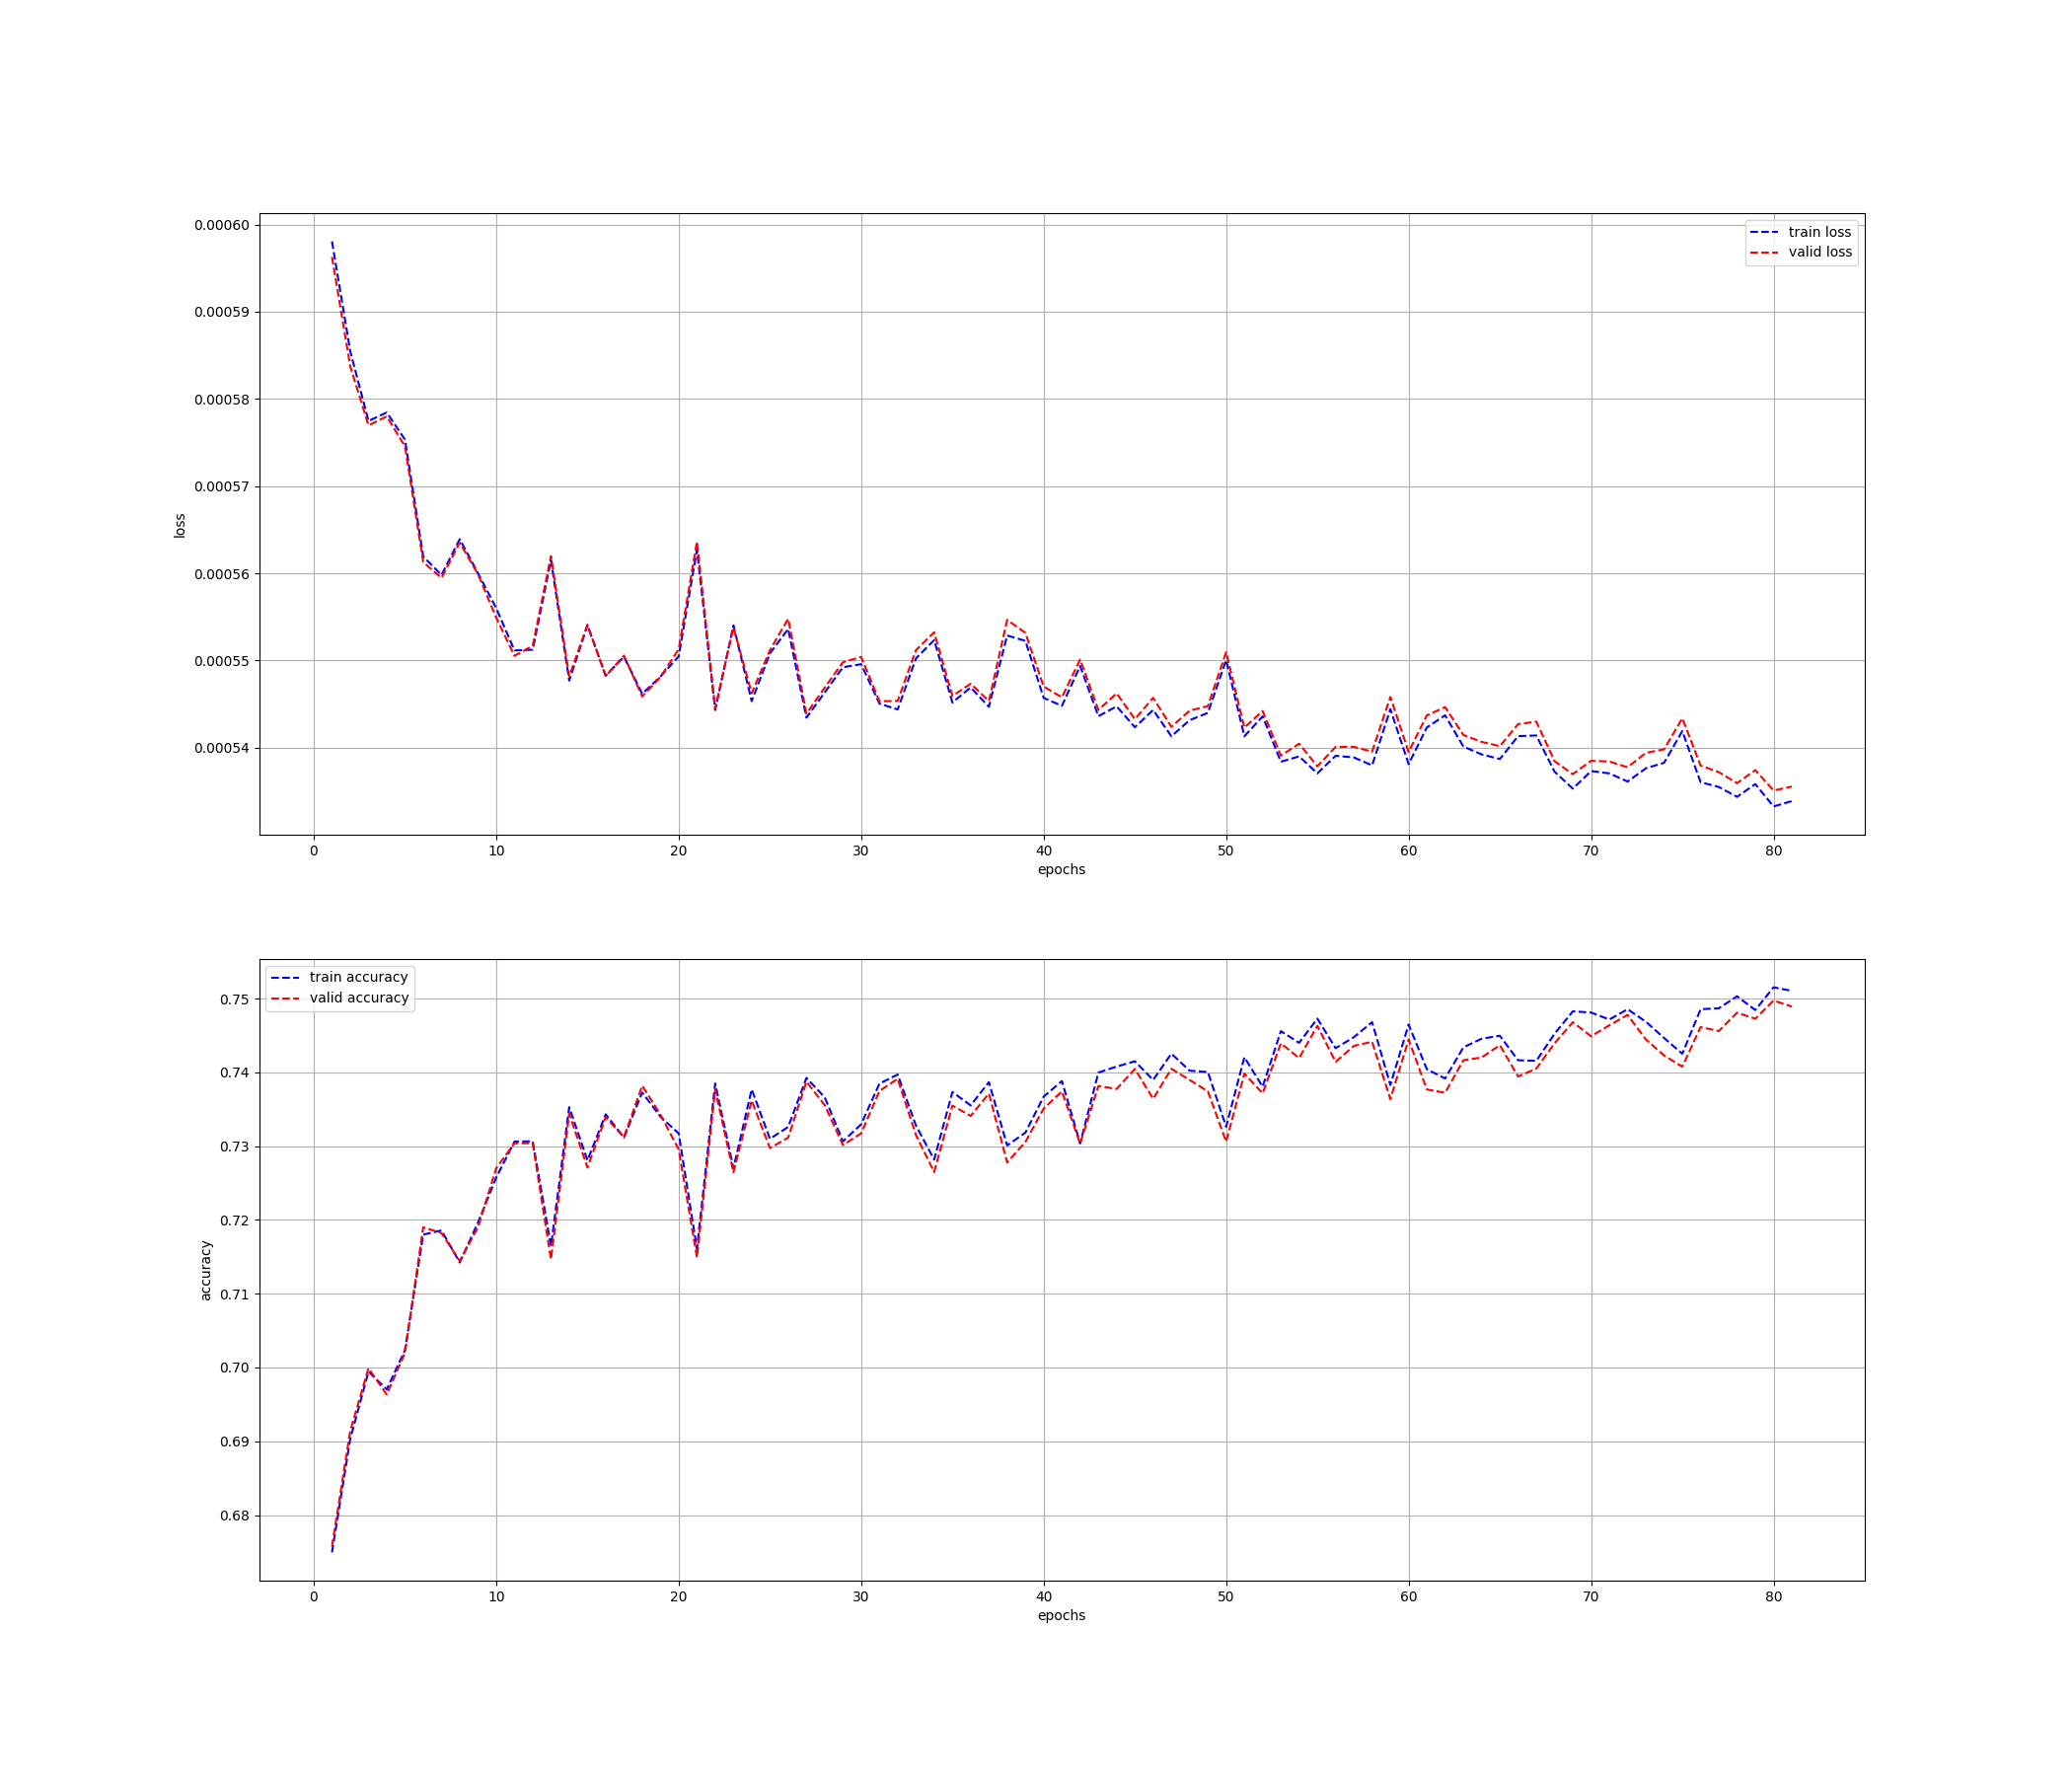 0.00060
train loss
valid loss
0.00059
0.00058
0.00057
loss
0.00056
0.00055
0.00054
0 10 20 30 40 50 60 70 80
epochs
train accuracy
valid accuracy
0.75
0.74
0.73
0.72
accuracy
0.71
0.70
0.69
0.68
0 10 20 30 40 50 60 70 80
epochs